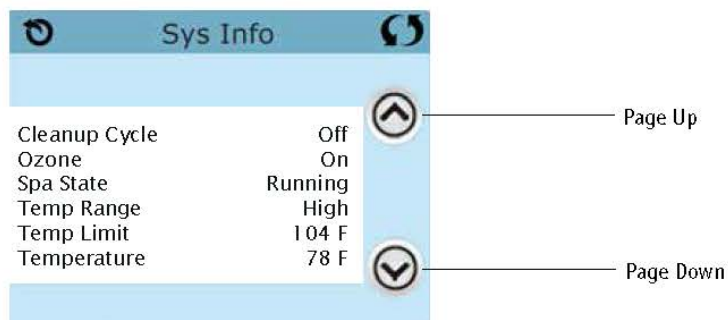 Sys Info
Page Up
Cleanup Cycle Off
Ozone On
Spa State Running
Temp Range High
Temp Limit 104 F
Temperature 78 F
Page Down